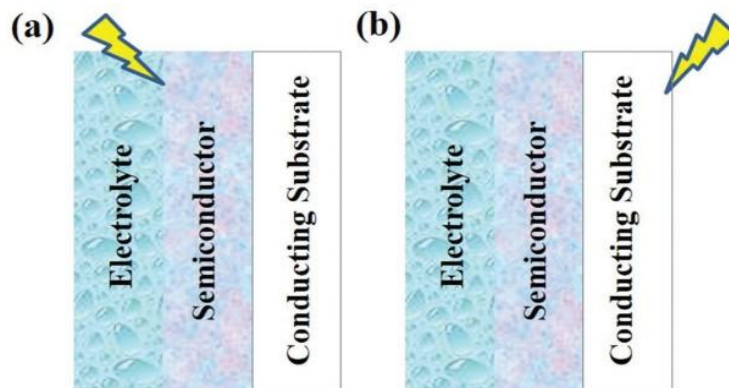 (a)
Electrolyte
Semiconductor
Conducting Substrate
(b)
Electrolyte
Semiconductor
Conducting Substrate